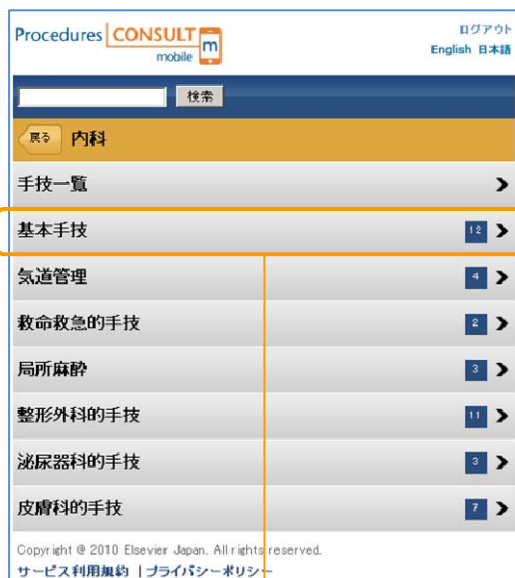 Procedures CONSULT m
mobile
ログアウト
English 日本語
検索
戻る 内科
手技一覧
基本手技 12
気道管理 4
救命救急的手技 2
局所麻酔 3
整形外科的手技 11
泌尿器科的手技 3
皮膚科的手技 7
Copyright @ 2010 Elsevier Japan. All rights reserved.
サービス利用規約 | プライバシーポリシー